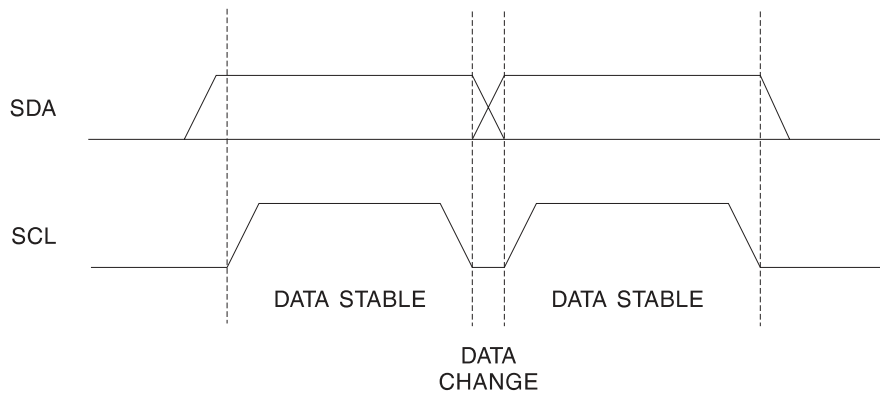 SDA
SCL
DATA STABLE
DATA STABLE
DATA
CHANGE